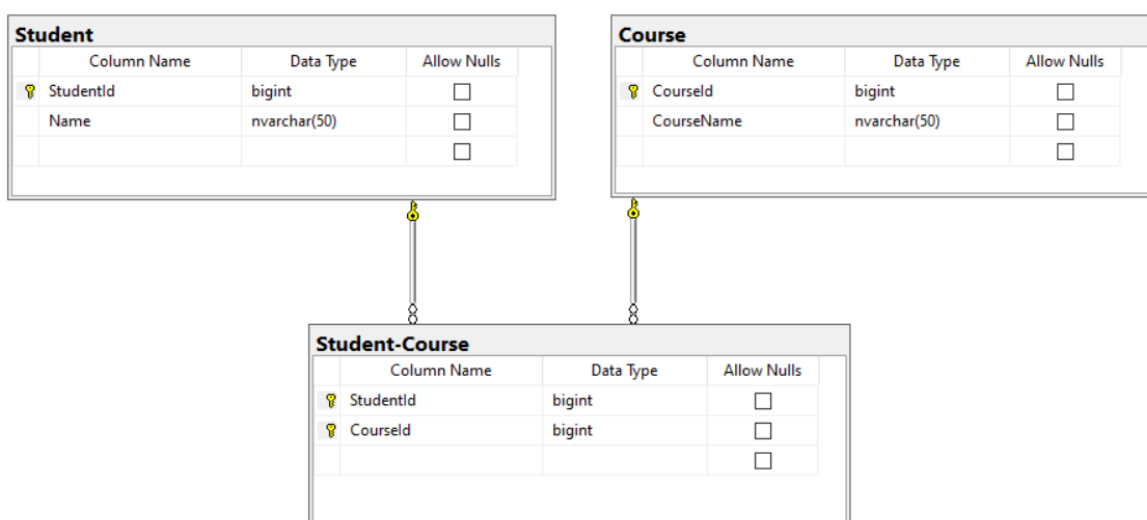 Student
Column Name Data Type Allow Nulls
StudentId bigint
Name nvarchar(50)
Course
Column Name Data Type Allow Nulls
CourseId bigint
CourseName nvarchar(50)
Student-Course
Column Name Data Type Allow Nulls
StudentId bigint
CourseId bigint